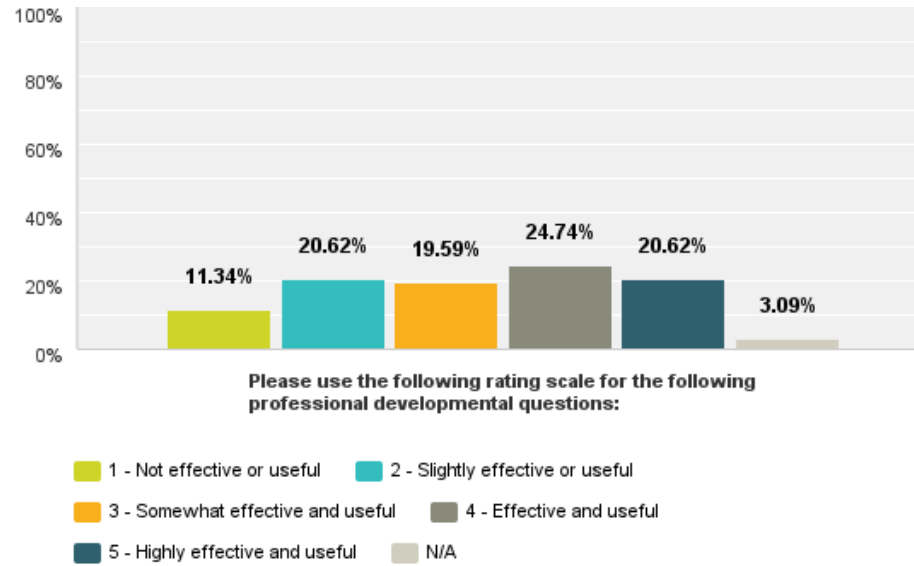 100%
80%
60%
40%
20%
0%
11.34%
20.62%
19.59%
24.74%
20.62%
3.09%
Please use the following rating scale for the following
professional developmental questions:
1 - Not effective or useful
2 - Slightly effective or useful
3 - Somewhat effective and useful
4 - Effective and useful
5 - Highly effective and useful
N/A